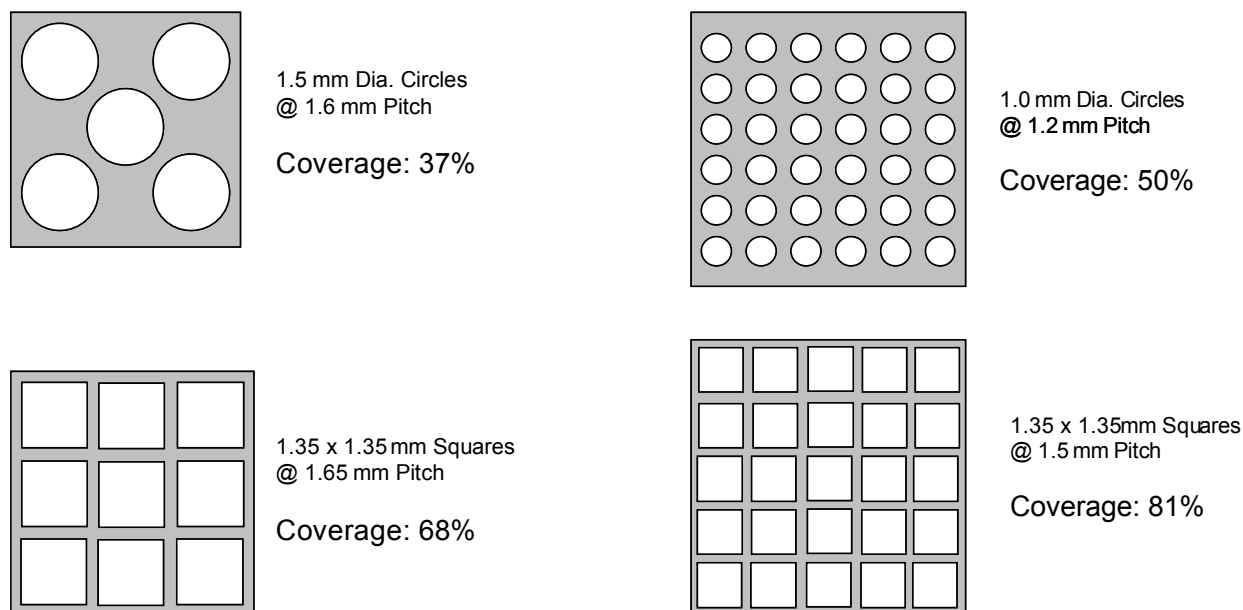 1.5 mm Dia. Circles
@ 1.6 mm Pitch
Coverage: 37%
1.0 mm Dia. Circles
@ 1.2 mm Pitch
Coverage: 50%
1.35 x 1.35 mm Squares
@ 1.65 mm Pitch
Coverage: 68%
1.35 x 1.35mm Squares
@ 1.5 mm Pitch
Coverage: 81%